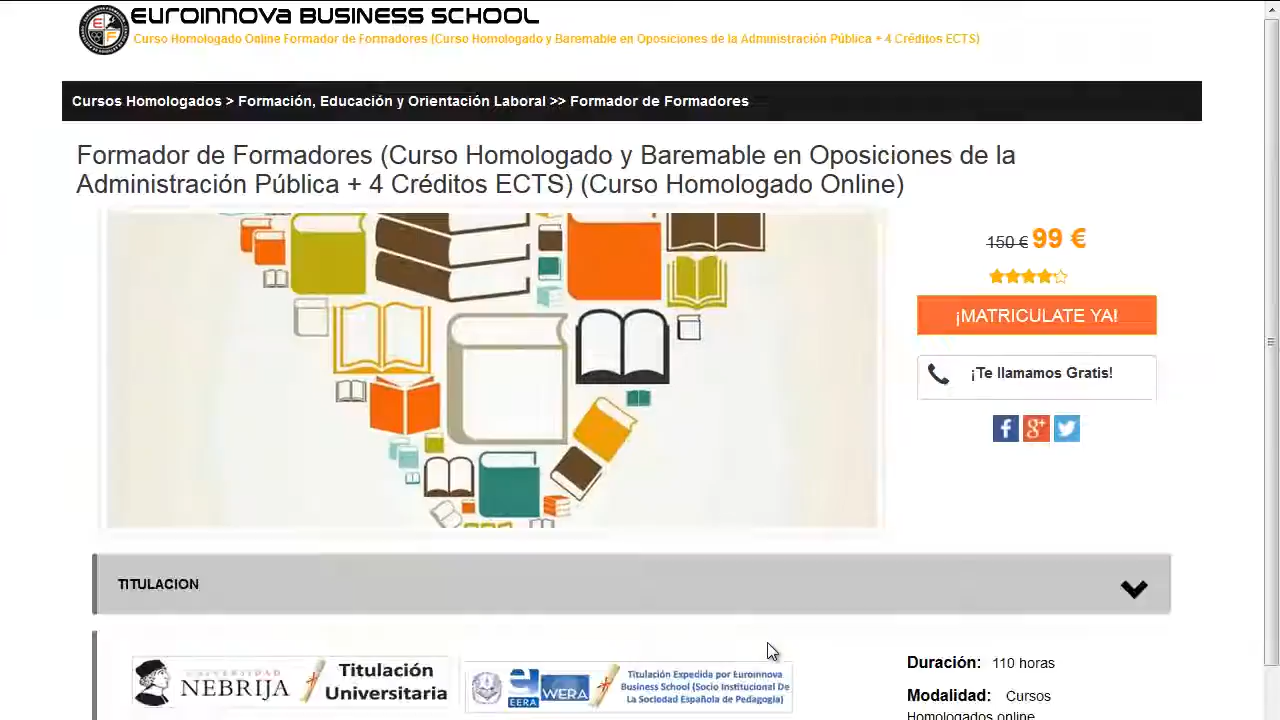 EUROINNOVA BUSINESS SCHOOL
Curso Homologado Online Formador de Formadores (Curso Homologado y Baremable en Oposiciones de la Administración Pública + 4 Créditos ECTS)
Cursos Homologados > Formación, Educación y Orientación Laboral >> Formador de Formadores
Formador de Formadores (Curso Homologado y Baremable en Oposiciones de la
Administración Pública + 4 Créditos ECTS) (Curso Homologado Online)
150 € 99 €
¡MATRICULATE YA!
¡Te llamamos Gratis!
TITULACION
UNIVERSIDAD
NEBRIJA
Titulación
Universitaria
EERA
WERA
Titulación Expedida por Euroinnova
Business School (Socio Institucional De
La Sociedad Española de Pedagogía)
Duración: 110 horas
Modalidad: Cursos
Homologados online